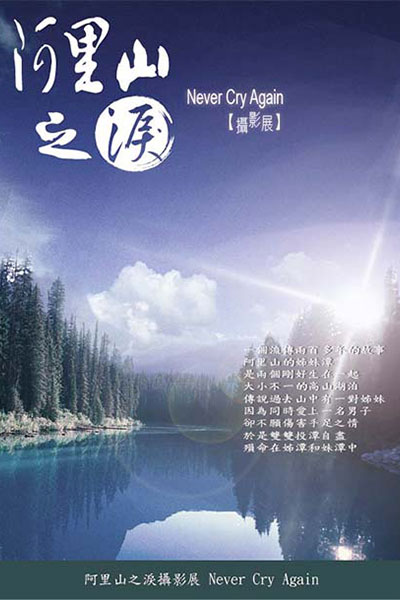 阿里山
之淚
Never Cry Again
【攝影展】
一個流傳兩百多年的故事
阿里山的姊妹潭
是兩個剛好生在一起
大小不一的高山湖泊
傳說過去山中有一對姊妹
因為同時愛上一名男子
卻不願傷害手足之情
於是雙雙投潭自盡
殞命在姊潭和妹潭中
阿里山之淚攝影展 Never Cry Again